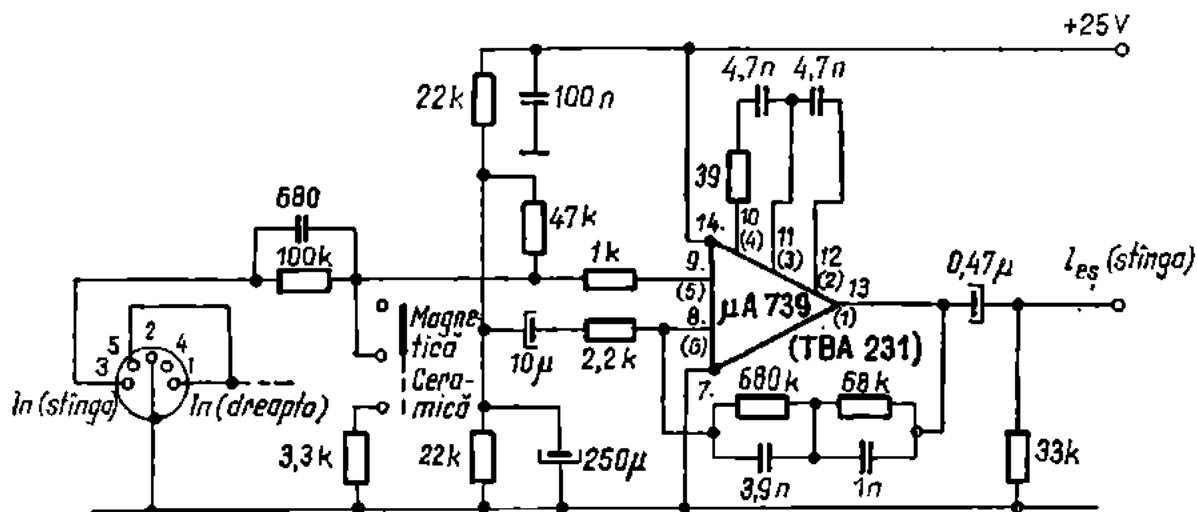 +25 V
4,7n 4,7n
22k
100n
39
680
47k
10
(4)
11
(3)
12
(2)
14.
100k
1k
9.
(5)
0,47µ
Ieș (stînga)
13
(1)
µA 739
(TBA 231)
8.
(6)
Magne-
tică
Cera-
mică
10µ
2,2k
7.
5 2 4
3 1
In (stînga)
In (dreapta)
680k
68k
3,3k
22k
250µ
3,9n
1n
33k